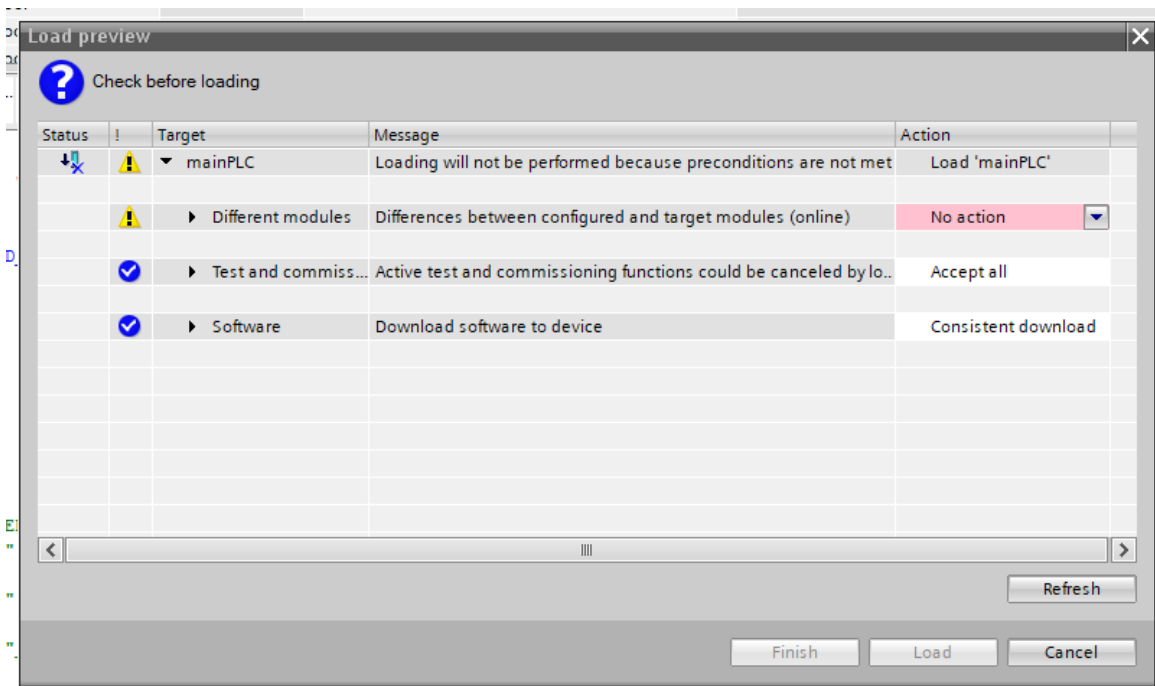 Load preview
Check before loading
Status ! Target Message Action
mainPLC Loading will not be performed because preconditions are not met Load 'mainPLC'
Different modules Differences between configured and target modules (online) No action
Test and commiss... Active test and commissioning functions could be canceled by lo.. Accept all
Software Download software to device Consistent download
Refresh
Finish Load Cancel